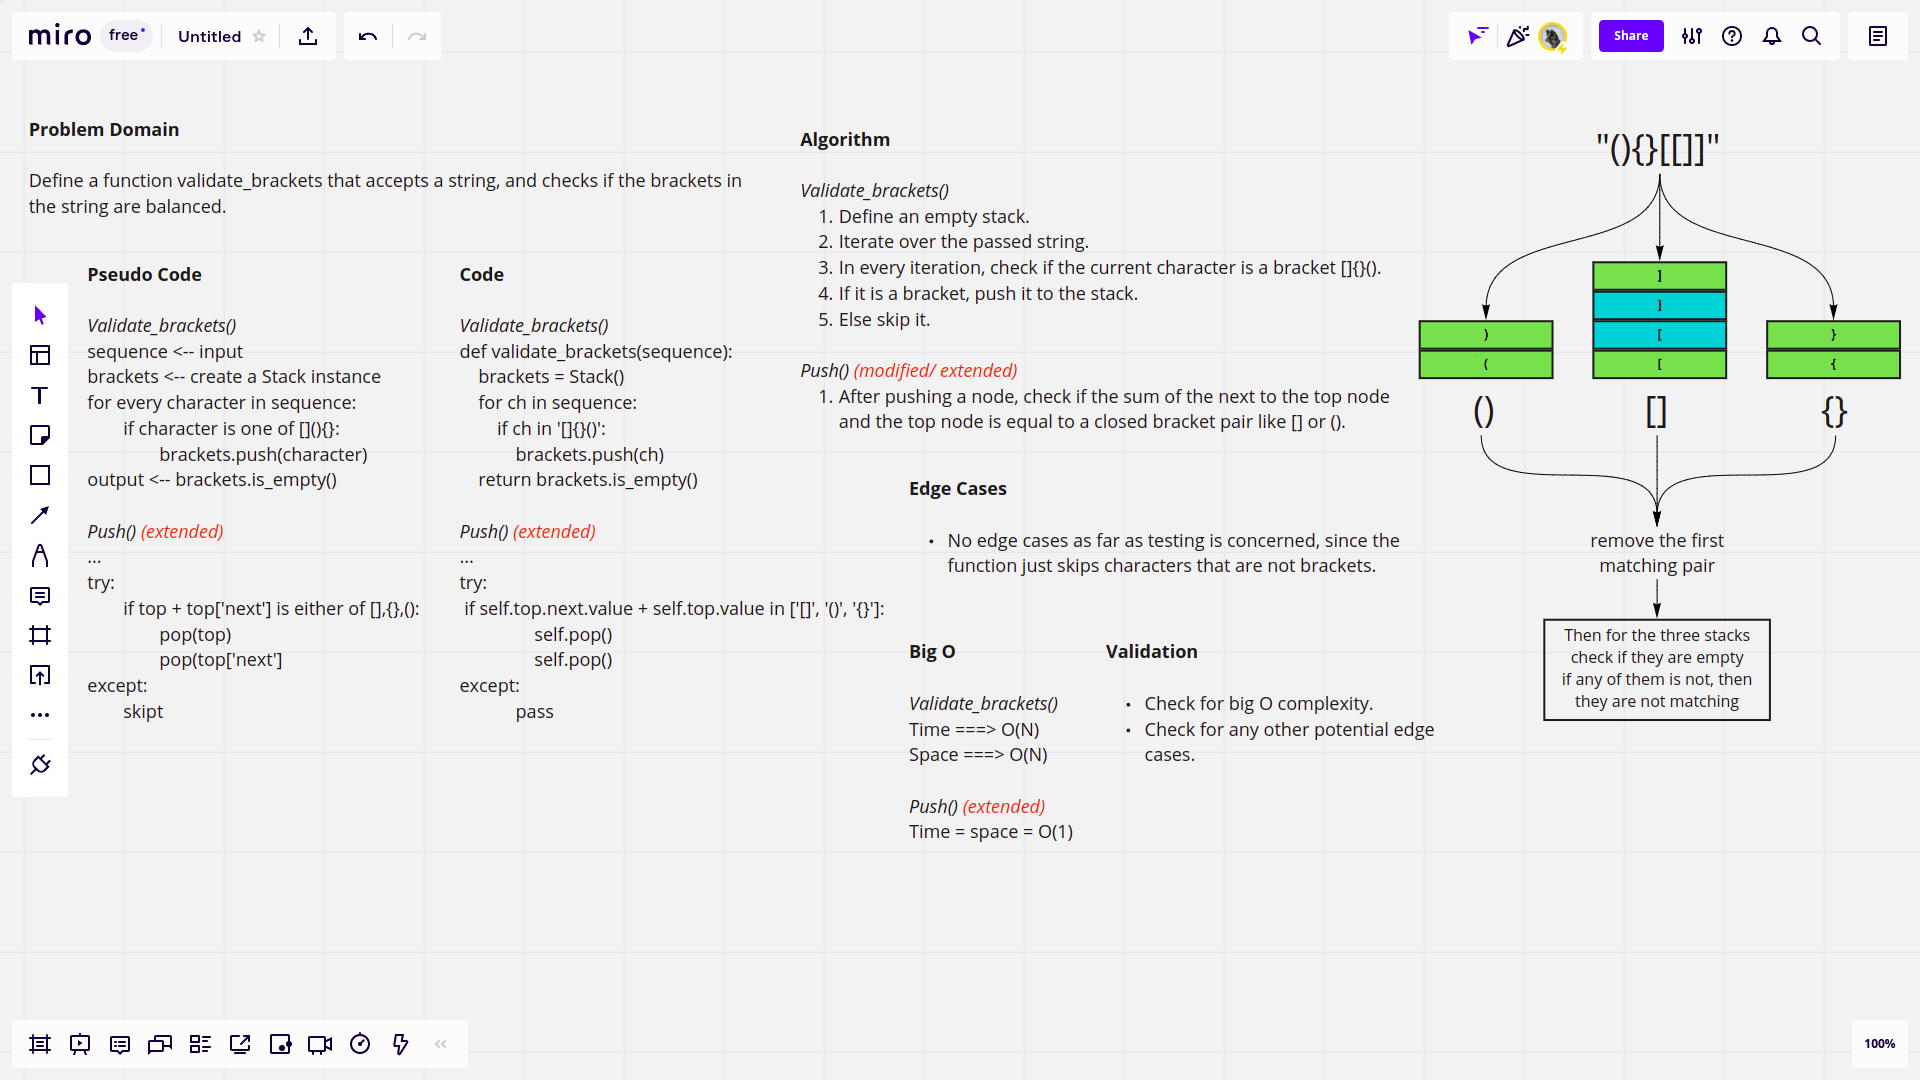 miro
free
Untitled
Share
Problem Domain
Define a function validate_brackets that accepts a string, and checks if the brackets in
the string are balanced.
Pseudo Code
Validate_brackets()
sequence <-- input
brackets <-- create a Stack instance
for every character in sequence:
if character is one of [](){}:
brackets.push(character)
output <-- brackets.is_empty()
Push() (extended)
...
try:
if top + top['next'] is either of [],{},():
pop(top)
pop(top['next']
except:
skipt
Code
Validate_brackets()
def validate_brackets(sequence):
brackets = Stack()
for ch in sequence:
if ch in '[]{}()':
brackets.push(ch)
return brackets.is_empty()
Push() (extended)
...
try:
if self.top.next.value + self.top.value in ['[]', '()', '{}']:
self.pop()
self.pop()
except:
pass
Algorithm
Validate_brackets()
1. Define an empty stack.
2. Iterate over the passed string.
3. In every iteration, check if the current character is a bracket []{}().
4. If it is a bracket, push it to the stack.
5. Else skip it.
Push() (modified/ extended)
1. After pushing a node, check if the sum of the next to the top node
and the top node is equal to a closed bracket pair like [] or ().
Edge Cases
• No edge cases as far as testing is concerned, since the
function just skips characters that are not brackets.
Big O
Validate_brackets()
Time ===> O(N)
Space ===> O(N)
Push() (extended)
Time = space = O(1)
Validation
• Check for big O complexity.
• Check for any other potential edge
cases.
"(){}[[]]"
)
(
]
]
[
[
}
{
()
[]
{}
remove the first
matching pair
Then for the three stacks
check if they are empty
if any of them is not, then
they are not matching
100%